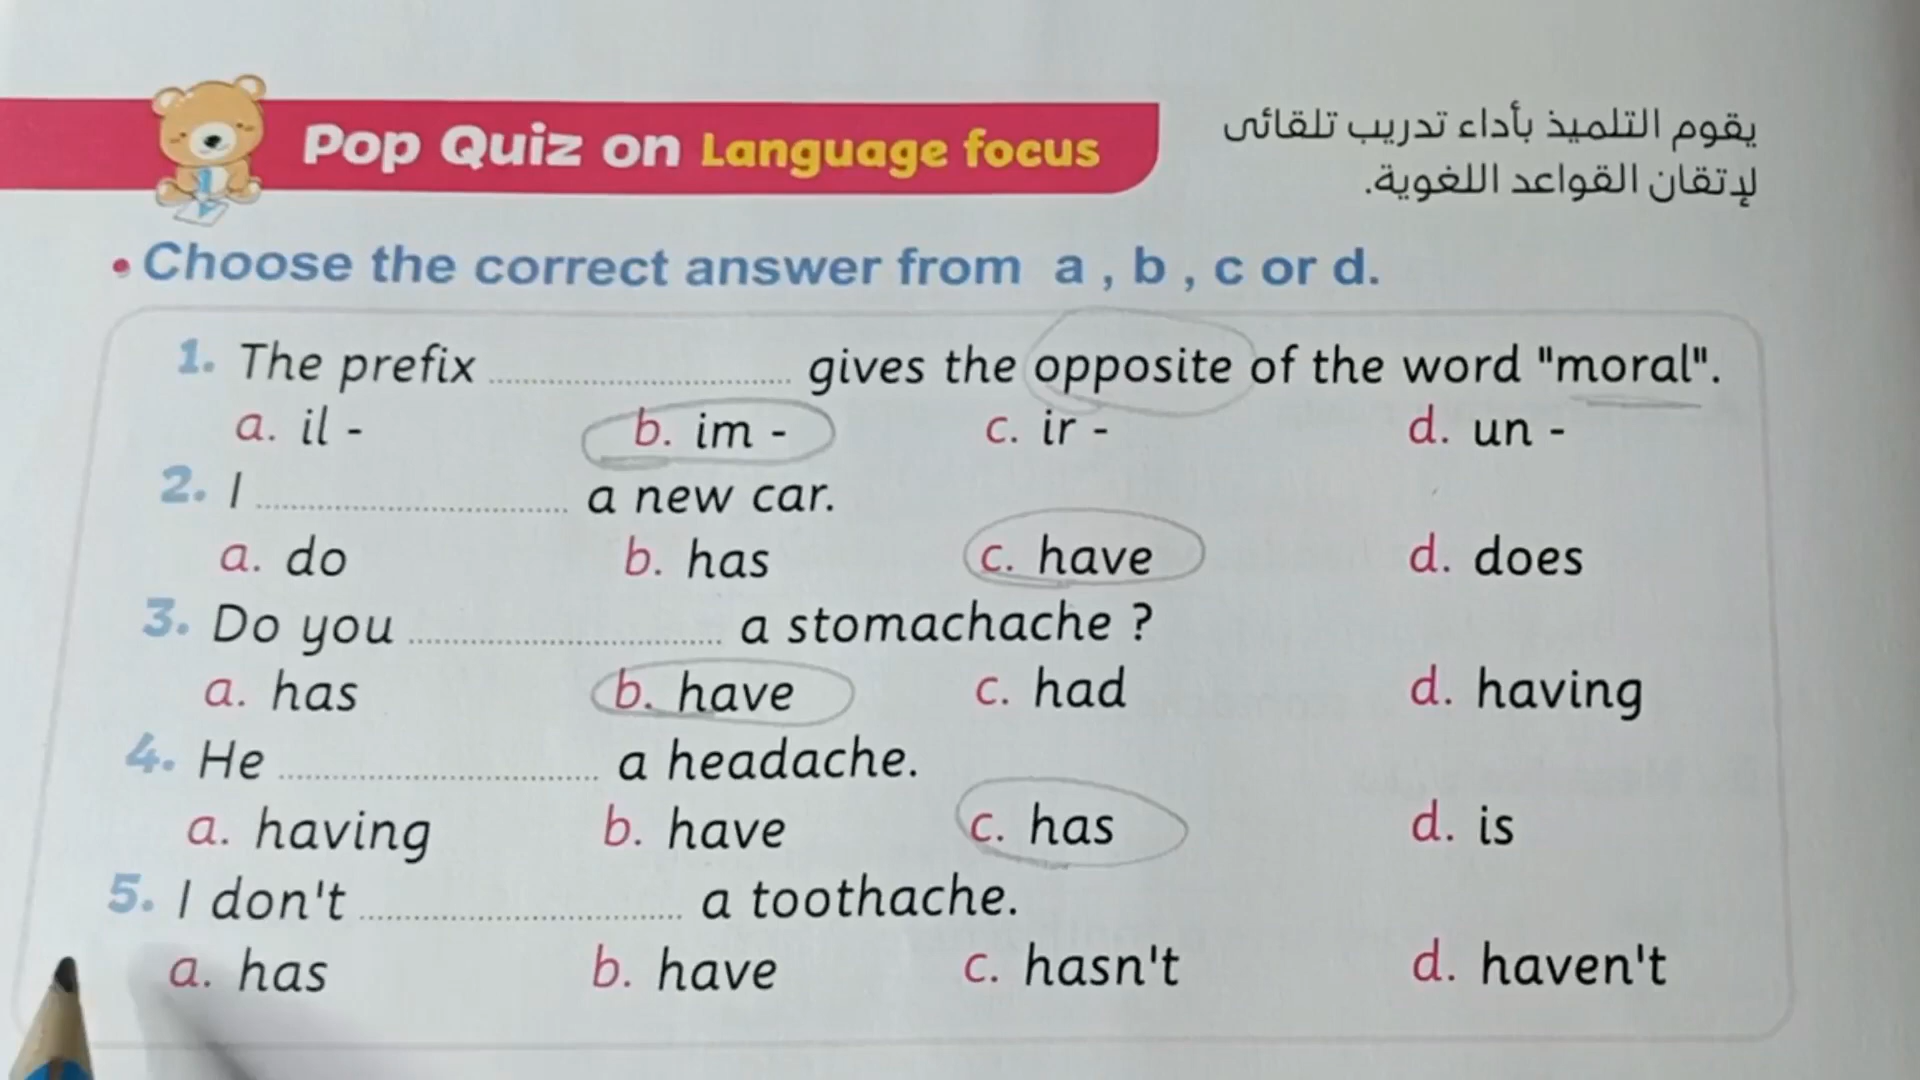 Pop Quiz on Language focus
يقوم التلميذ بأداء تدريب تلقائى
لإتقان القواعد اللغوية.
• Choose the correct answer from a , b , c or d.
1. The prefix ........................ gives the opposite of the word "moral".
a. il - b. im - c. ir - d. un -
2. I ........................ a new car.
a. do b. has c. have d. does
3. Do you ........................ a stomachache ?
a. has b. have c. had d. having
4. He ........................ a headache.
a. having b. have c. has d. is
5. I don't ........................ a toothache.
a. has b. have c. hasn't d. haven't